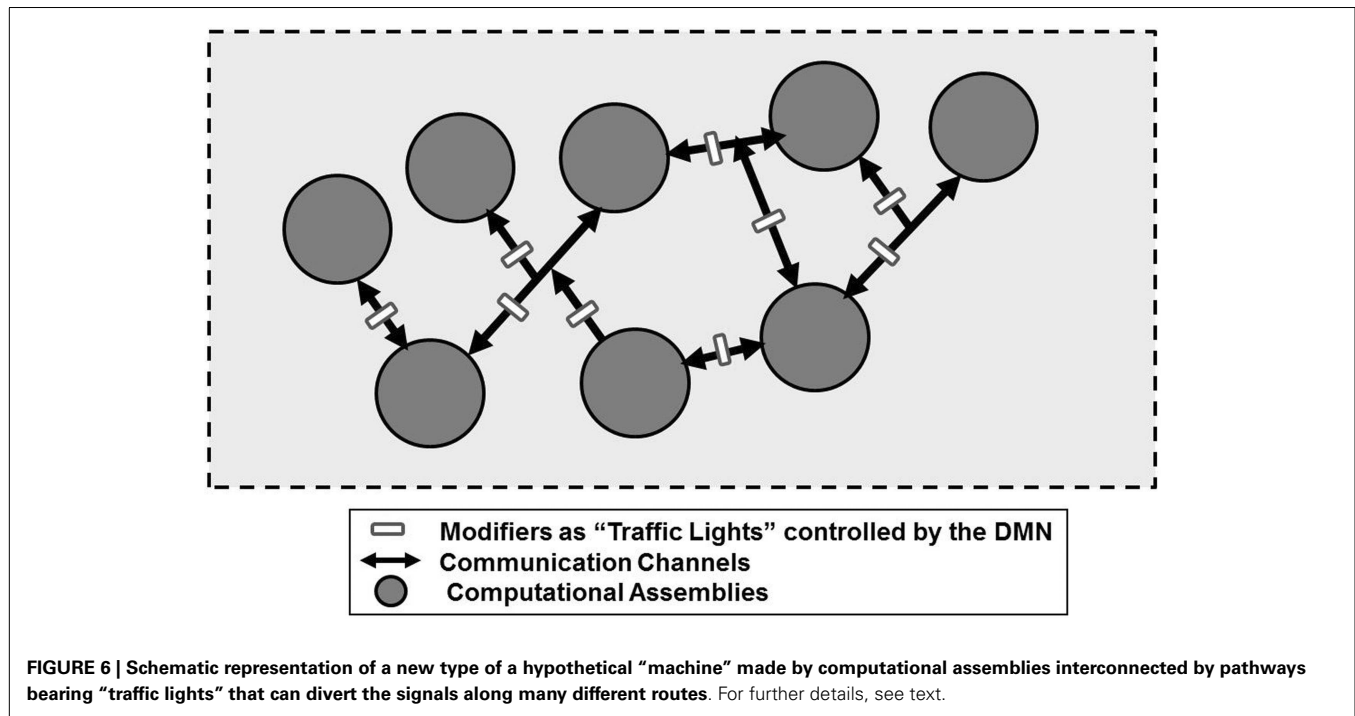 Modifiers as “Traffic Lights” controlled by the DMN
Communication Channels
Computational Assemblies
FIGURE 6 | Schematic representation of a new type of a hypothetical “machine” made by computational assemblies interconnected by pathways
bearing “traffic lights” that can divert the signals along many different routes. For further details, see text.